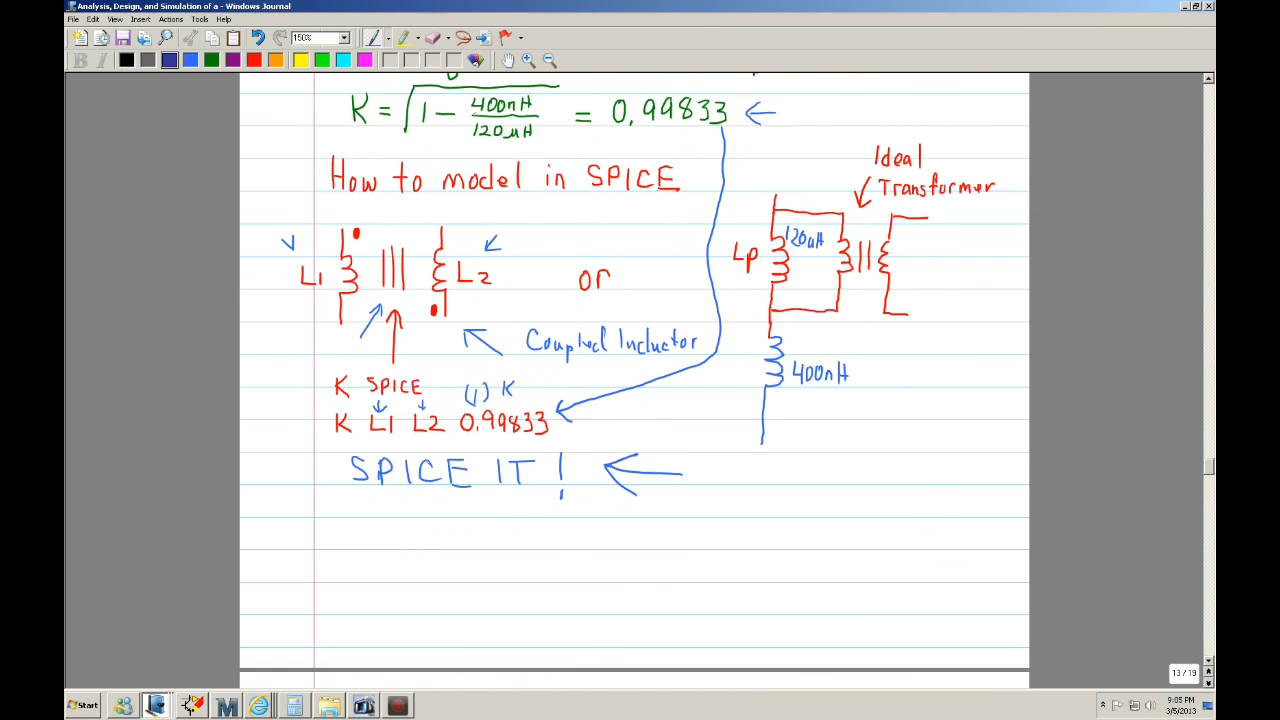 Analysis, Design, and Simulation of a - Windows Journal
File Edit View Insert Actions Tools Help
150%
K = √1 - 400nH / 120μH = 0.99833
How to model in SPICE
Ideal
Transformer
L1 L2 or
Lp 120uH
Coupled Inductor
400nH
K SPICE (1) K
K L1 L2 0.99833
SPICE IT!
13 / 19
Start
9:05 PM
3/5/2013